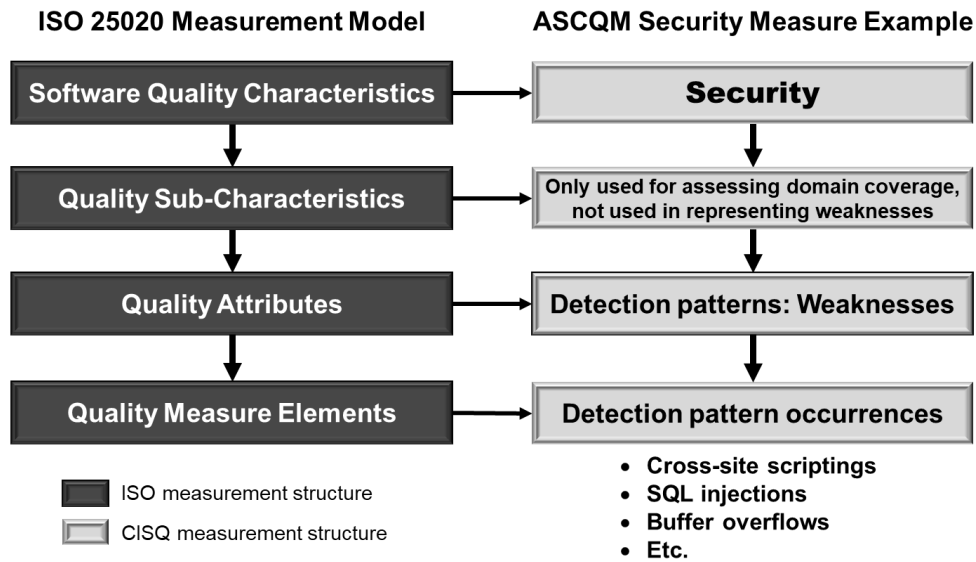 ISO 25020 Measurement Model
ASCQM Security Measure Example
Software Quality Characteristics
Security
Quality Sub-Characteristics
Only used for assessing domain coverage,
not used in representing weaknesses
Quality Attributes
Detection patterns: Weaknesses
Quality Measure Elements
Detection pattern occurrences
• Cross-site scriptings
• SQL injections
• Buffer overflows
• Etc.
ISO measurement structure
CISQ measurement structure